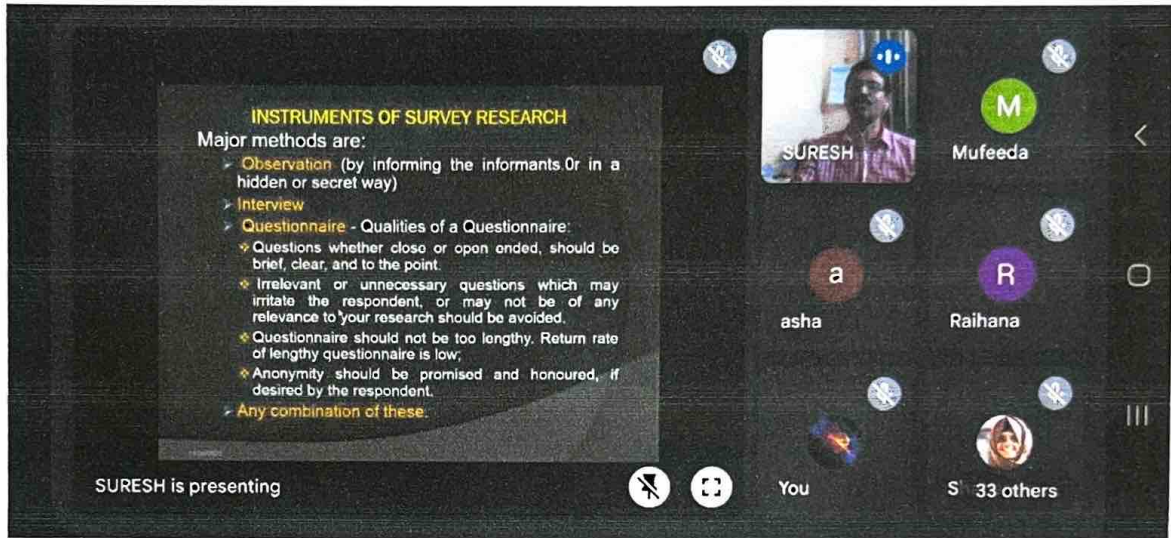 INSTRUMENTS OF SURVEY RESEARCH
Major methods are:
➢ Observation (by informing the informants.0r in a
hidden or secret way)
➢ Interview
➢ Questionnaire - Qualities of a Questionnaire:
❖ Questions whether close or open ended, should be
brief, clear, and to the point.
❖ Irrelevant or unnecessary questions which may
irritate the respondent, or may not be of any
relevance to your research should be avoided.
❖ Questionnaire should not be too lengthy. Return rate
of lengthy questionnaire is low;
❖ Anonymity should be promised and honoured, if
desired by the respondent.
➢ Any combination of these.
SURESH is presenting
SURESH
M
Mufeeda
a
asha
R
Raihana
You
S 33 others